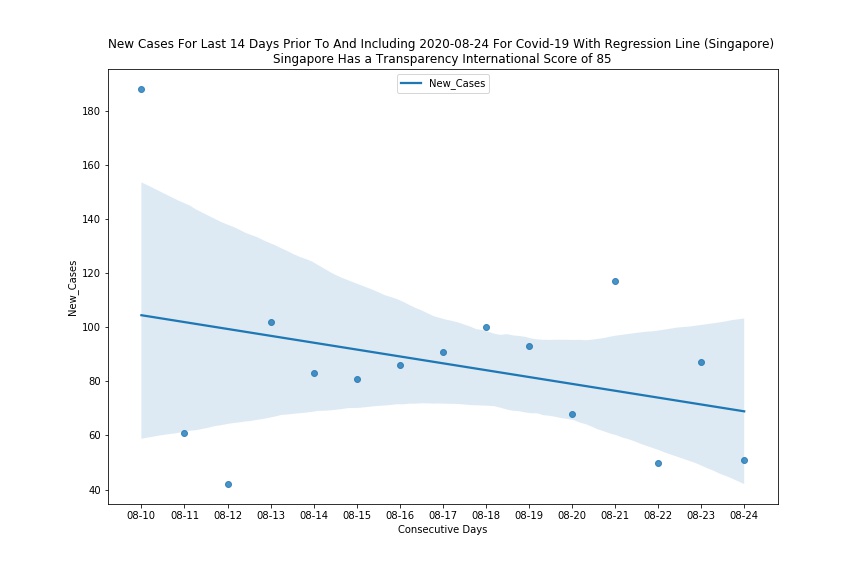 New Cases For Last 14 Days Prior To And Including 2020-08-24 For Covid-19 With Regression Line (Singapore)
Singapore Has a Transparency International Score of 85
New_Cases
180
160
140
120
100
80
60
40
New_Cases
08-10 08-11 08-12 08-13 08-14 08-15 08-16 08-17 08-18 08-19 08-20 08-21 08-22 08-23 08-24
Consecutive Days